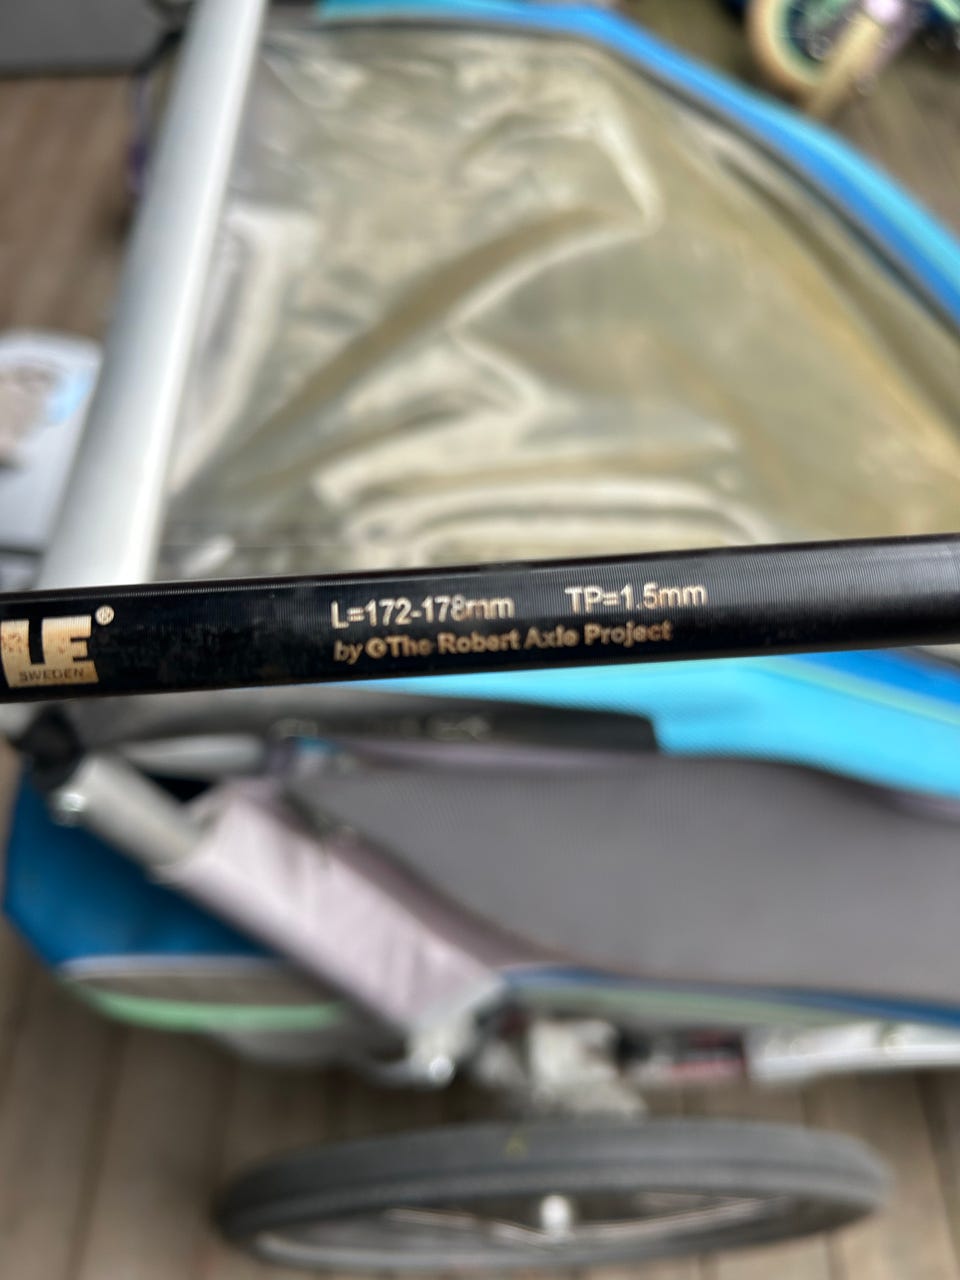 LE®
SWEDEN
L=172-178mm TP=1.5mm
by The Robert Axle Project